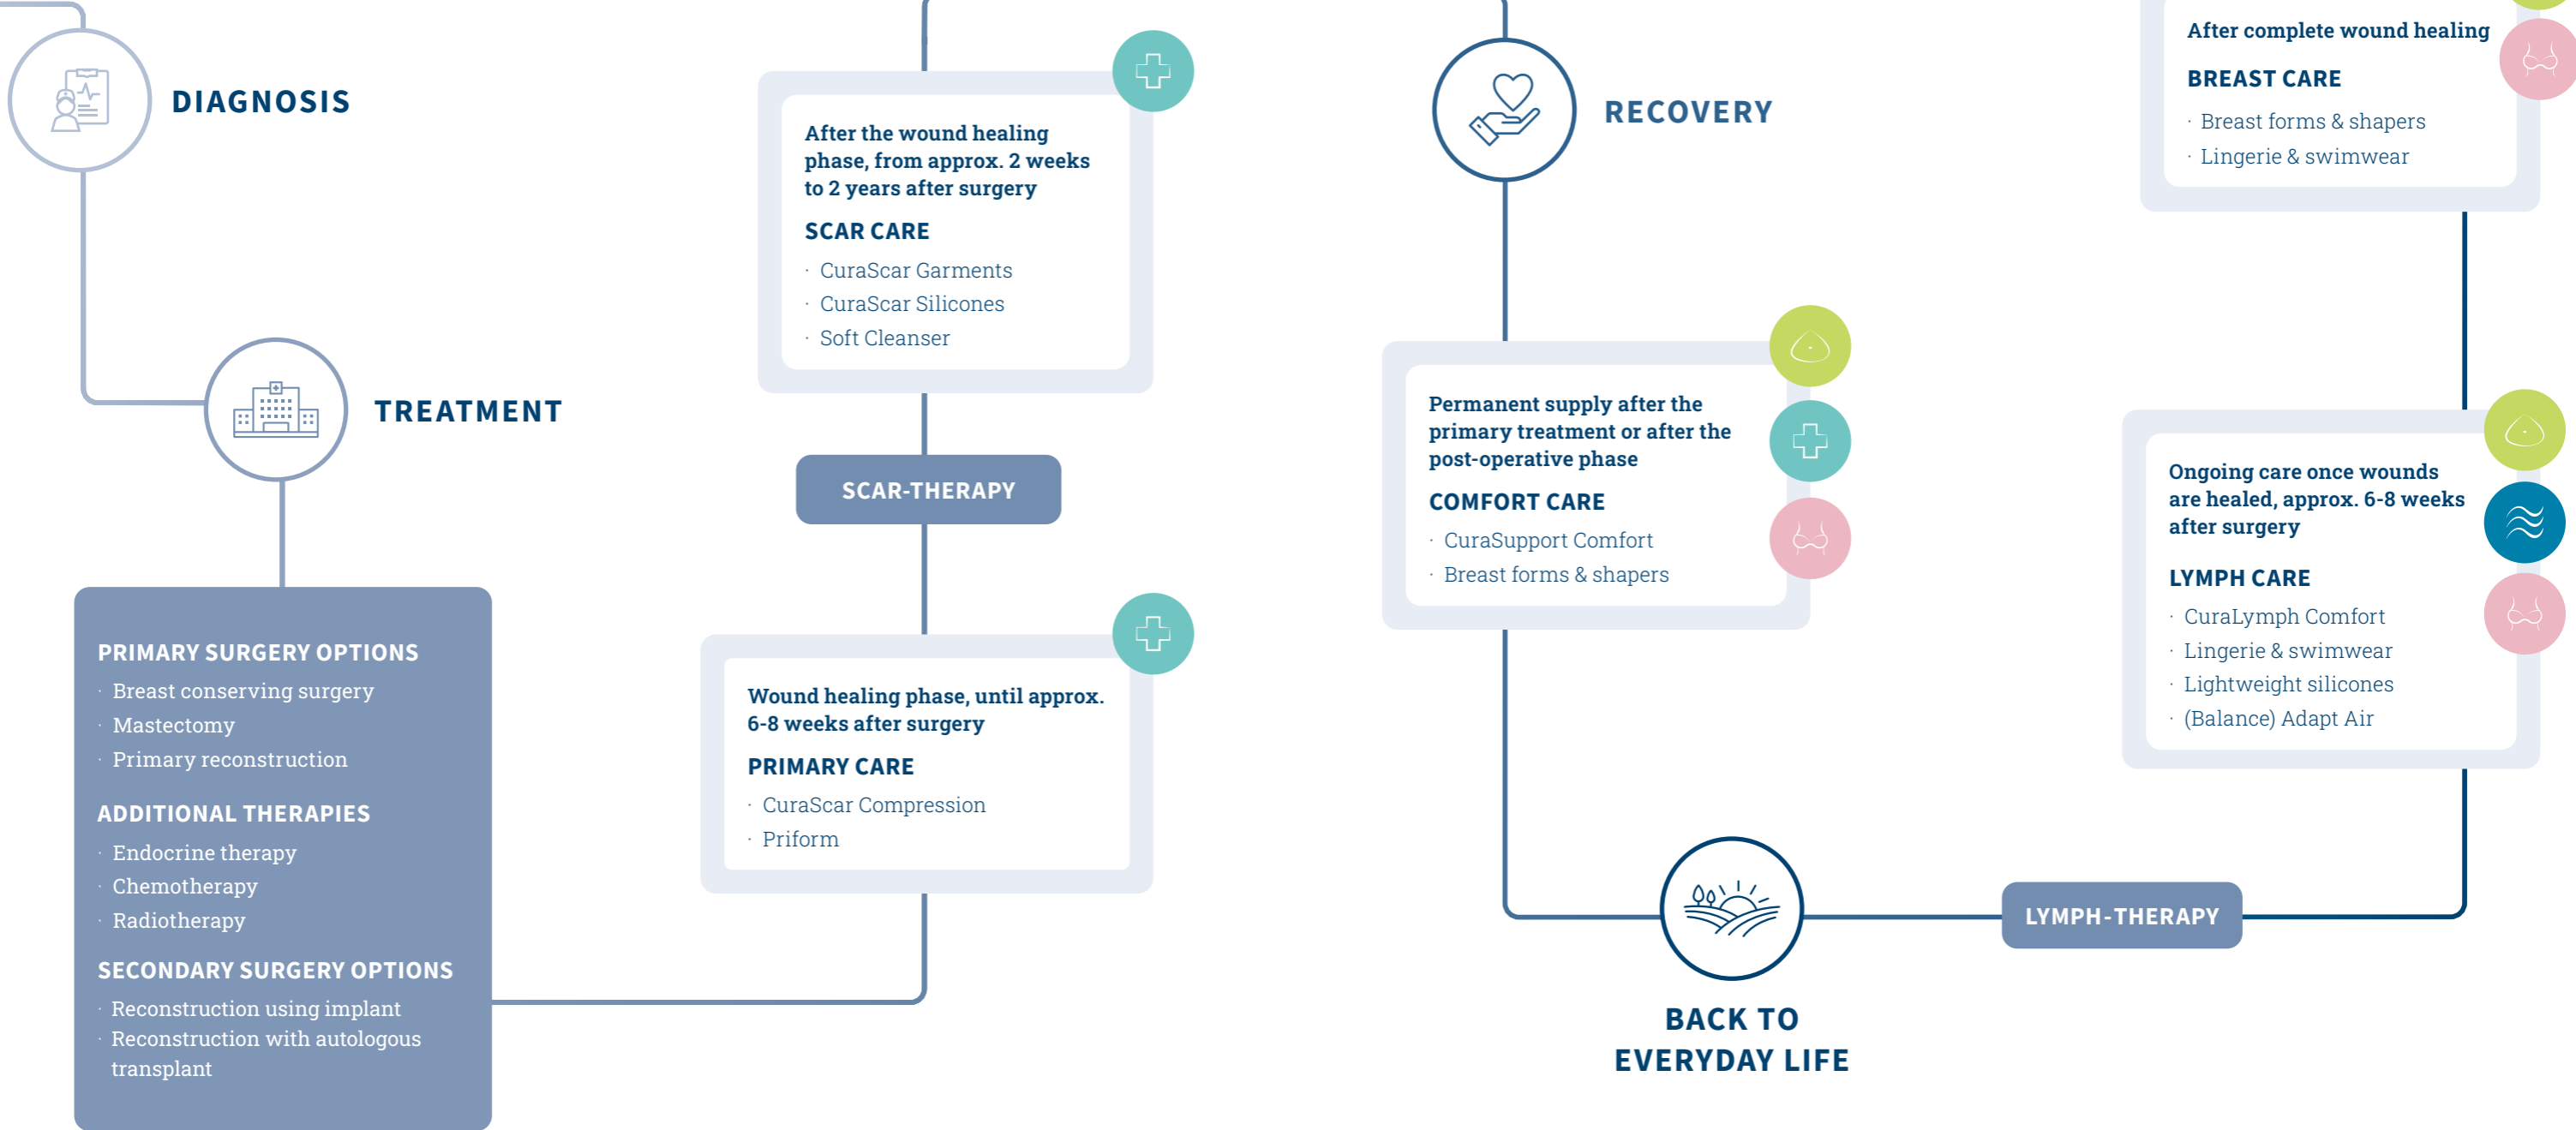 DIAGNOSIS
TREATMENT
PRIMARY SURGERY OPTIONS
· Breast conserving surgery
· Mastectomy
· Primary reconstruction
ADDITIONAL THERAPIES
· Endocrine therapy
· Chemotherapy
· Radiotherapy
SECONDARY SURGERY OPTIONS
· Reconstruction using implant
· Reconstruction with autologous
transplant
After the wound healing
phase, from approx. 2 weeks
to 2 years after surgery
SCAR CARE
· CuraScar Garments
· CuraScar Silicones
· Soft Cleanser
SCAR-THERAPY
Wound healing phase, until approx.
6-8 weeks after surgery
PRIMARY CARE
· CuraScar Compression
· Priform
RECOVERY
Permanent supply after the
primary treatment or after the
post-operative phase
COMFORT CARE
· CuraSupport Comfort
· Breast forms & shapers
BACK TO
EVERYDAY LIFE
LYMPH-THERAPY
After complete wound healing
BREAST CARE
· Breast forms & shapers
· Lingerie & swimwear
Ongoing care once wounds
are healed, approx. 6-8 weeks
after surgery
LYMPH CARE
· CuraLymph Comfort
· Lingerie & swimwear
· Lightweight silicones
· (Balance) Adapt Air